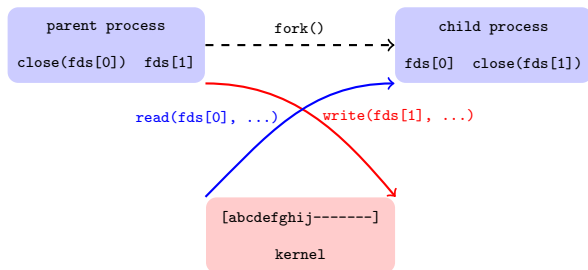 parent process
close(fds[0]) fds[1]
fork()
child process
fds[0] close(fds[1])
read(fds[0], ...)
write(fds[1], ...)
[abcdefghij-------]
kernel